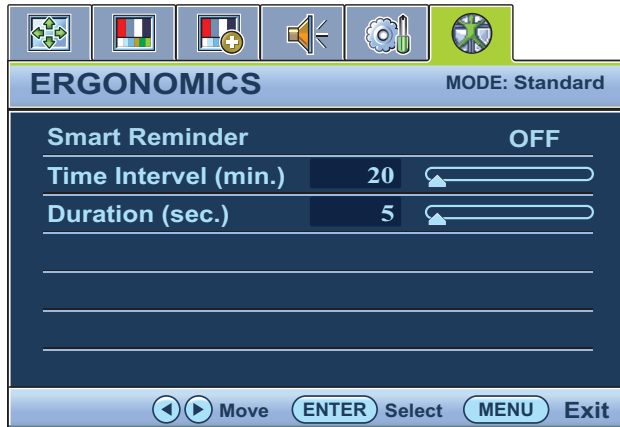 ERGONOMICS MODE: Standard
Smart Reminder OFF
Time Intervel (min.) 20
Duration (sec.) 5
Move ENTER Select MENU Exit